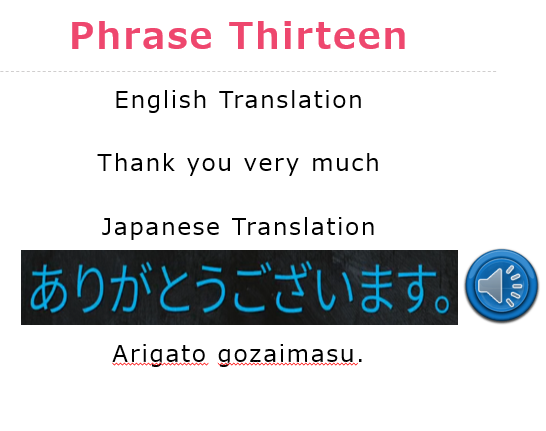 Phrase Thirteen
English Translation
Thank you very much
Japanese Translation
ありがとうございます。
Arigato gozaimasu.